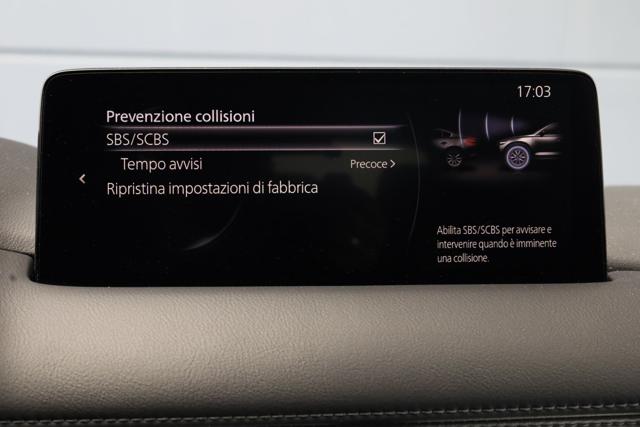 17:03
Prevenzione collisioni
SBS/SCBS
Tempo avvisi Precoce >
Ripristina impostazioni di fabbrica
Abilita SBS/SCBS per avvisare e
intervenire quando è imminente
una collisione.